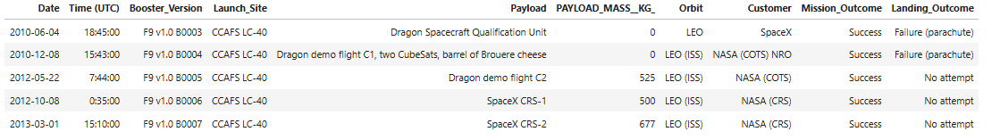 Date Time (UTC) Booster_Version Launch_Site Payload PAYLOAD_MASS__KG_ Orbit Customer Mission_Outcome Landing_Outcome
2010-06-04 18:45:00 F9 v1.0 B0003 CCAFS LC-40 Dragon Spacecraft Qualification Unit 0 LEO SpaceX Success Failure (parachute)
2010-12-08 15:43:00 F9 v1.0 B0004 CCAFS LC-40 Dragon demo flight C1, two CubeSats, barrel of Brouere cheese 0 LEO (ISS) NASA (COTS) NRO Success Failure (parachute)
2012-05-22 7:44:00 F9 v1.0 B0005 CCAFS LC-40 Dragon demo flight C2 525 LEO (ISS) NASA (COTS) Success No attempt
2012-10-08 0:35:00 F9 v1.0 B0006 CCAFS LC-40 SpaceX CRS-1 500 LEO (ISS) NASA (CRS) Success No attempt
2013-03-01 15:10:00 F9 v1.0 B0007 CCAFS LC-40 SpaceX CRS-2 677 LEO (ISS) NASA (CRS) Success No attempt